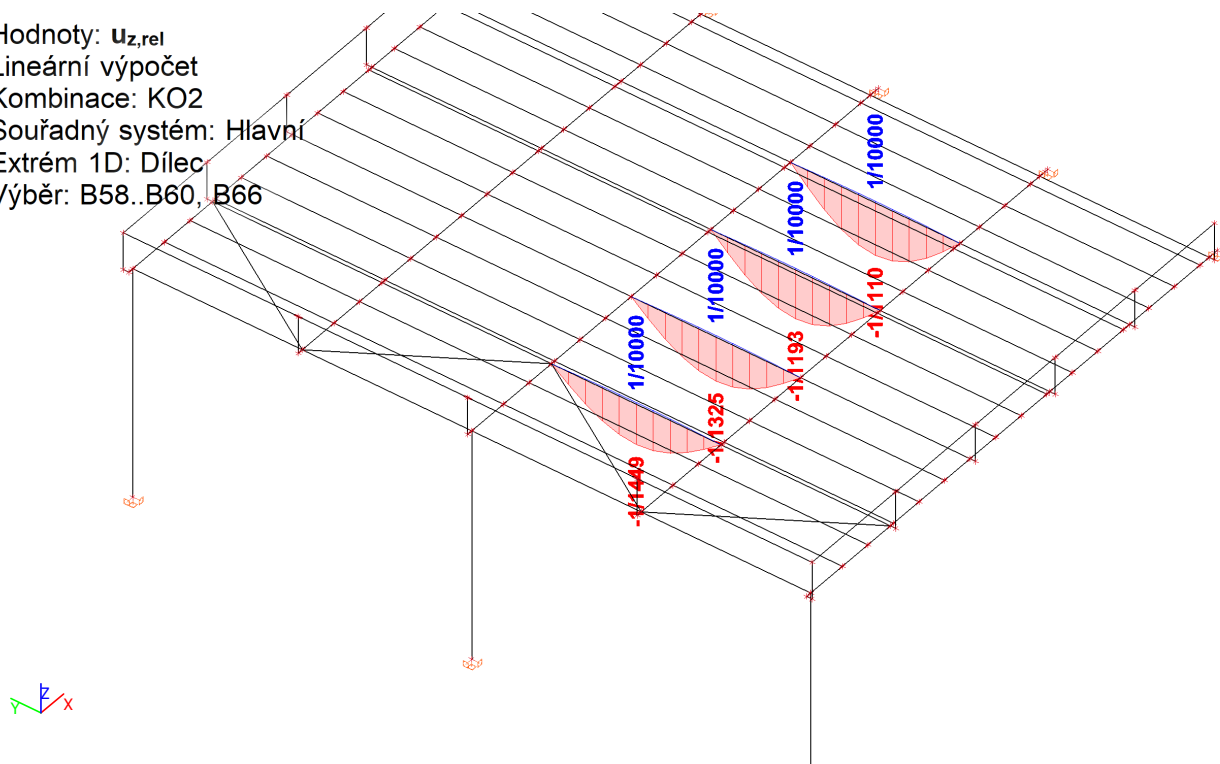 Hodnoty: uz,rel
Lineární výpočet
Kombinace: KO2
Souřadný systém: Hlavní
Extrém 1D: Dílec
Výběr: B58..B60, B66
1/10000
1/10000
1/10000
1/10000
-1/1110
-1/1193
-1/1325
-1/1449
Z
Y
X